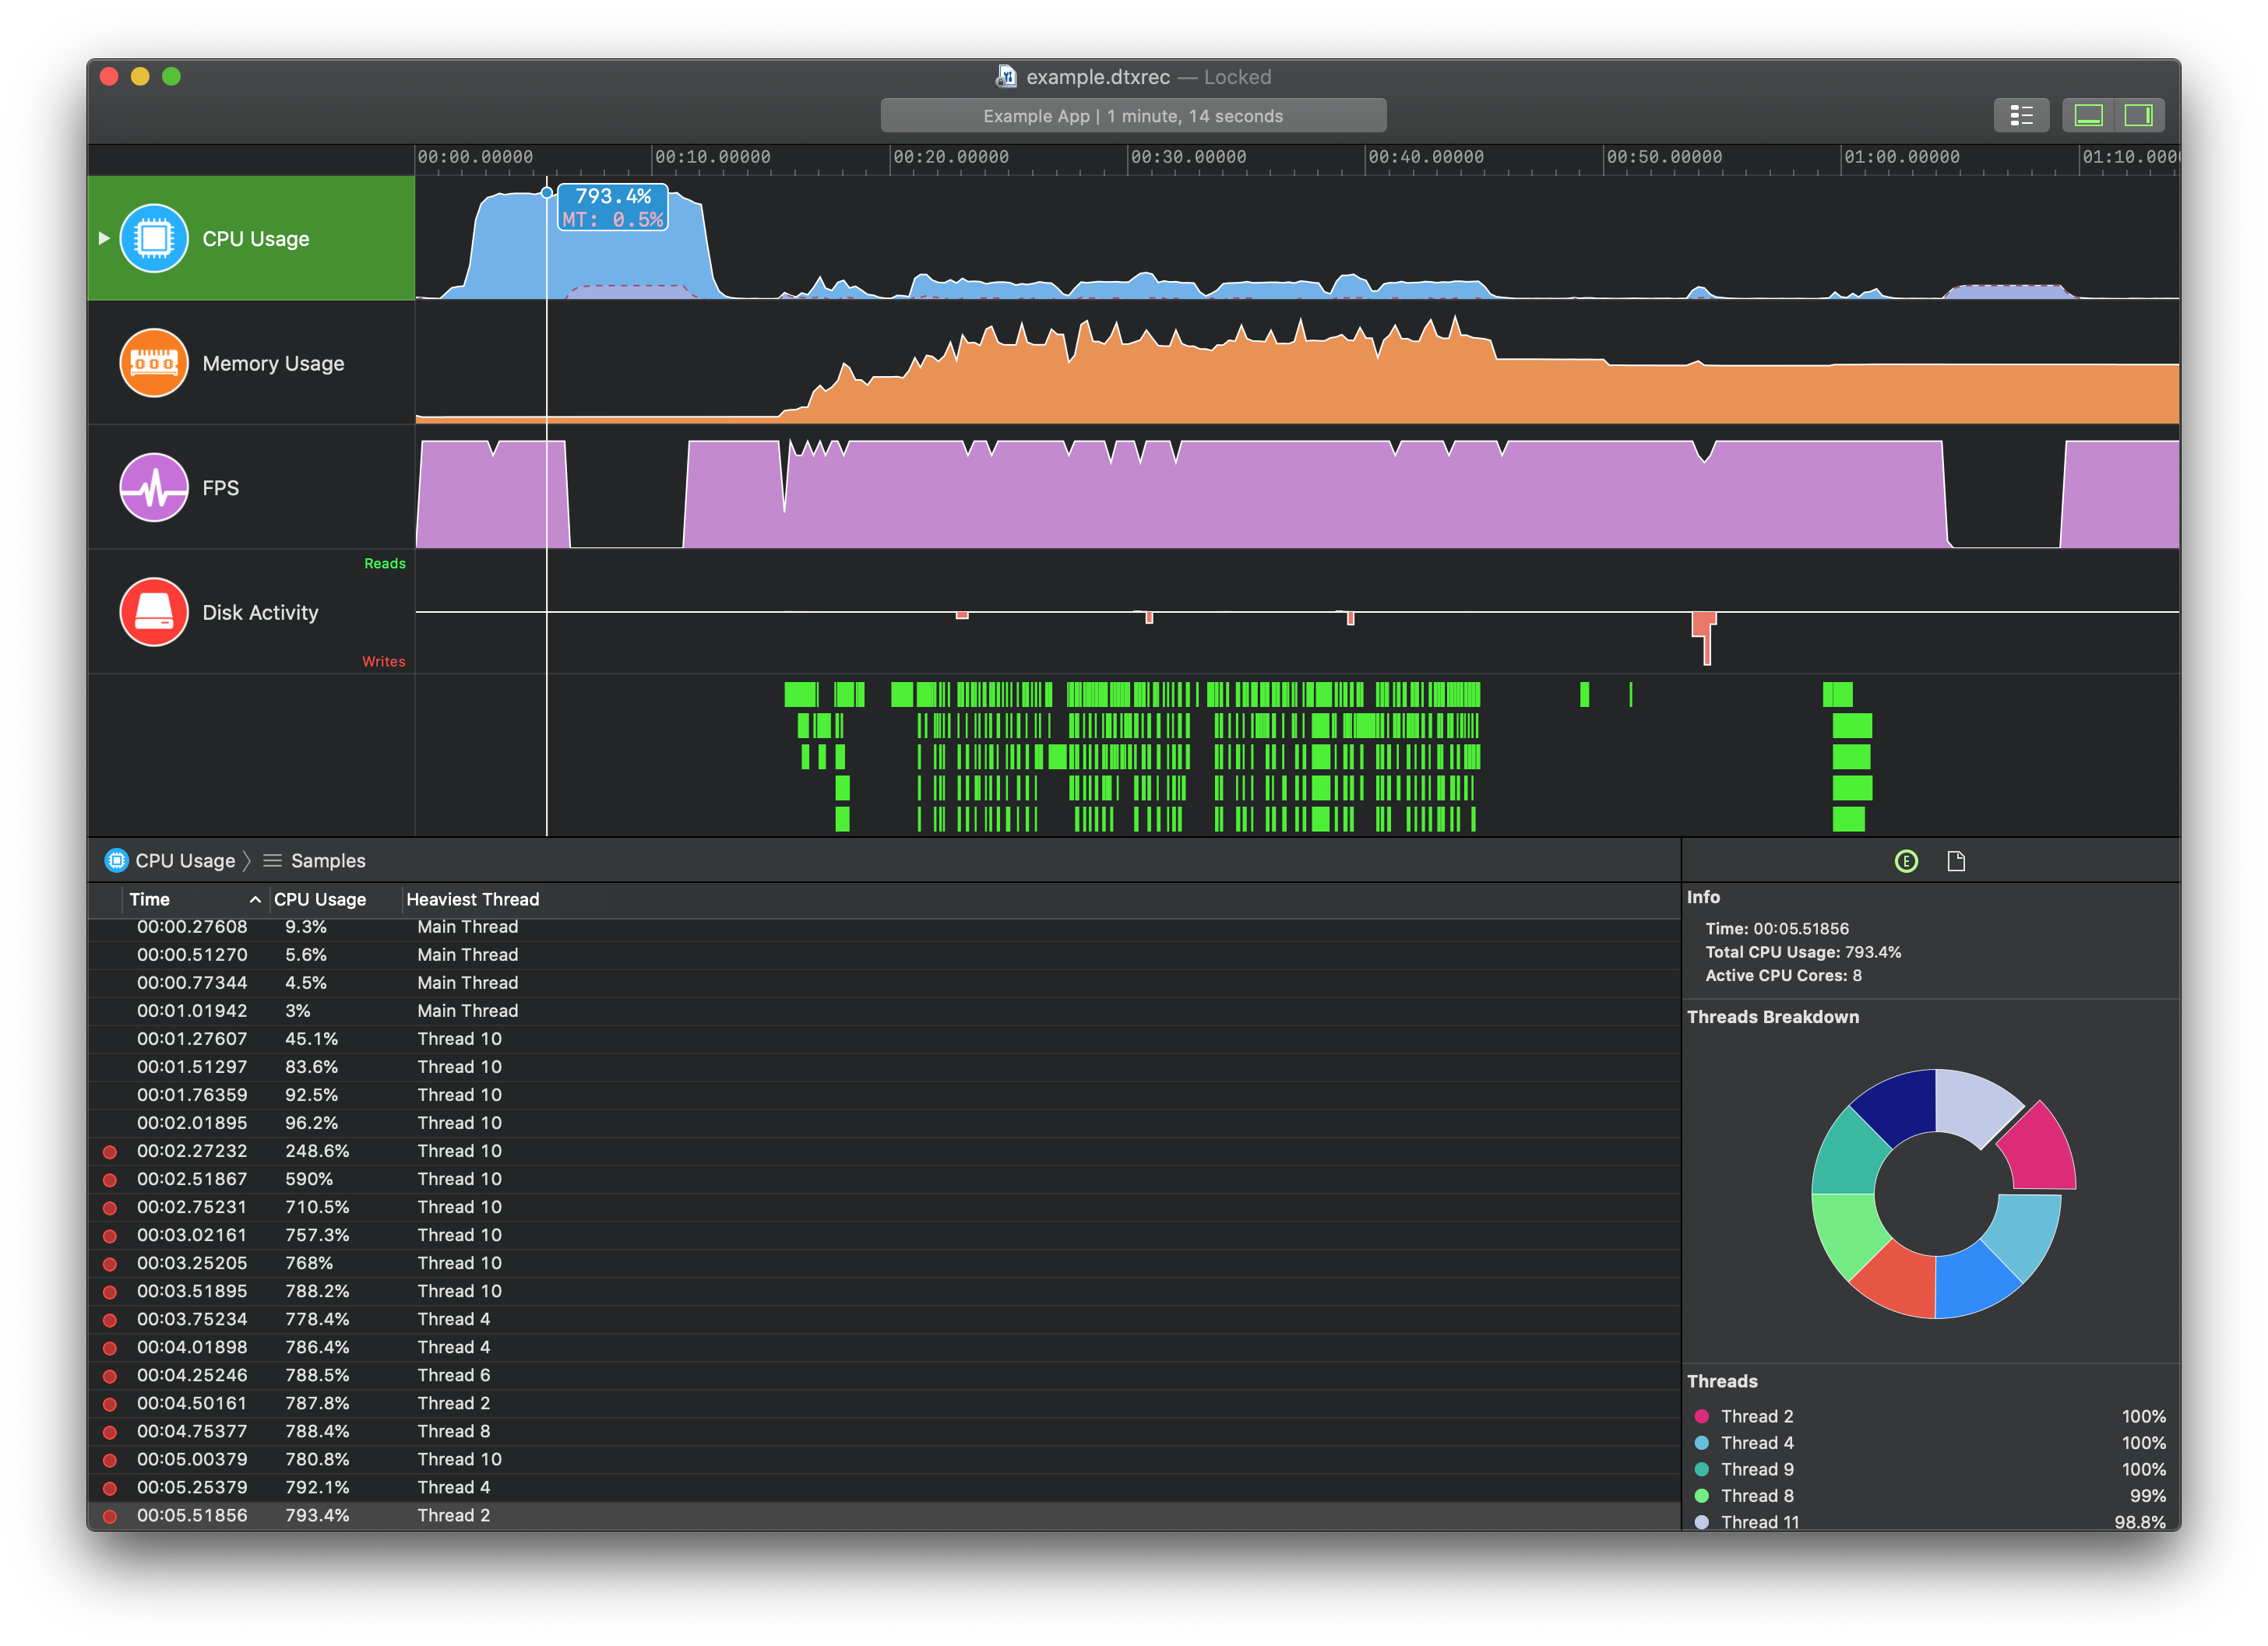 example.dtxrec — Locked
Example App | 1 minute, 14 seconds
00:00.00000 00:10.00000 00:20.00000 00:30.00000 00:40.00000 00:50.00000 01:00.00000 01:10.0000
793.4%
MT: 0.5%
CPU Usage
Memory Usage
FPS
Reads
Disk Activity
Writes
CPU Usage Samples
Time CPU Usage Heaviest Thread
00:00.27608 9.3% Main Thread
00:00.51270 5.6% Main Thread
00:00.77344 4.5% Main Thread
00:01.01942 3% Main Thread
00:01.27607 45.1% Thread 10
00:01.51297 83.6% Thread 10
00:01.76359 92.5% Thread 10
00:02.01895 96.2% Thread 10
00:02.27232 248.6% Thread 10
00:02.51867 590% Thread 10
00:02.75231 710.5% Thread 10
00:03.02161 757.3% Thread 10
00:03.25205 768% Thread 10
00:03.51895 788.2% Thread 10
00:03.75234 778.4% Thread 4
00:04.01898 786.4% Thread 4
00:04.25246 788.5% Thread 6
00:04.50161 787.8% Thread 2
00:04.75377 788.4% Thread 8
00:05.00379 780.8% Thread 10
00:05.25379 792.1% Thread 4
00:05.51856 793.4% Thread 2
E
Info
Time: 00:05.51856
Total CPU Usage: 793.4%
Active CPU Cores: 8
Threads Breakdown
Threads
Thread 2 100%
Thread 4 100%
Thread 9 100%
Thread 8 99%
Thread 11 98.8%